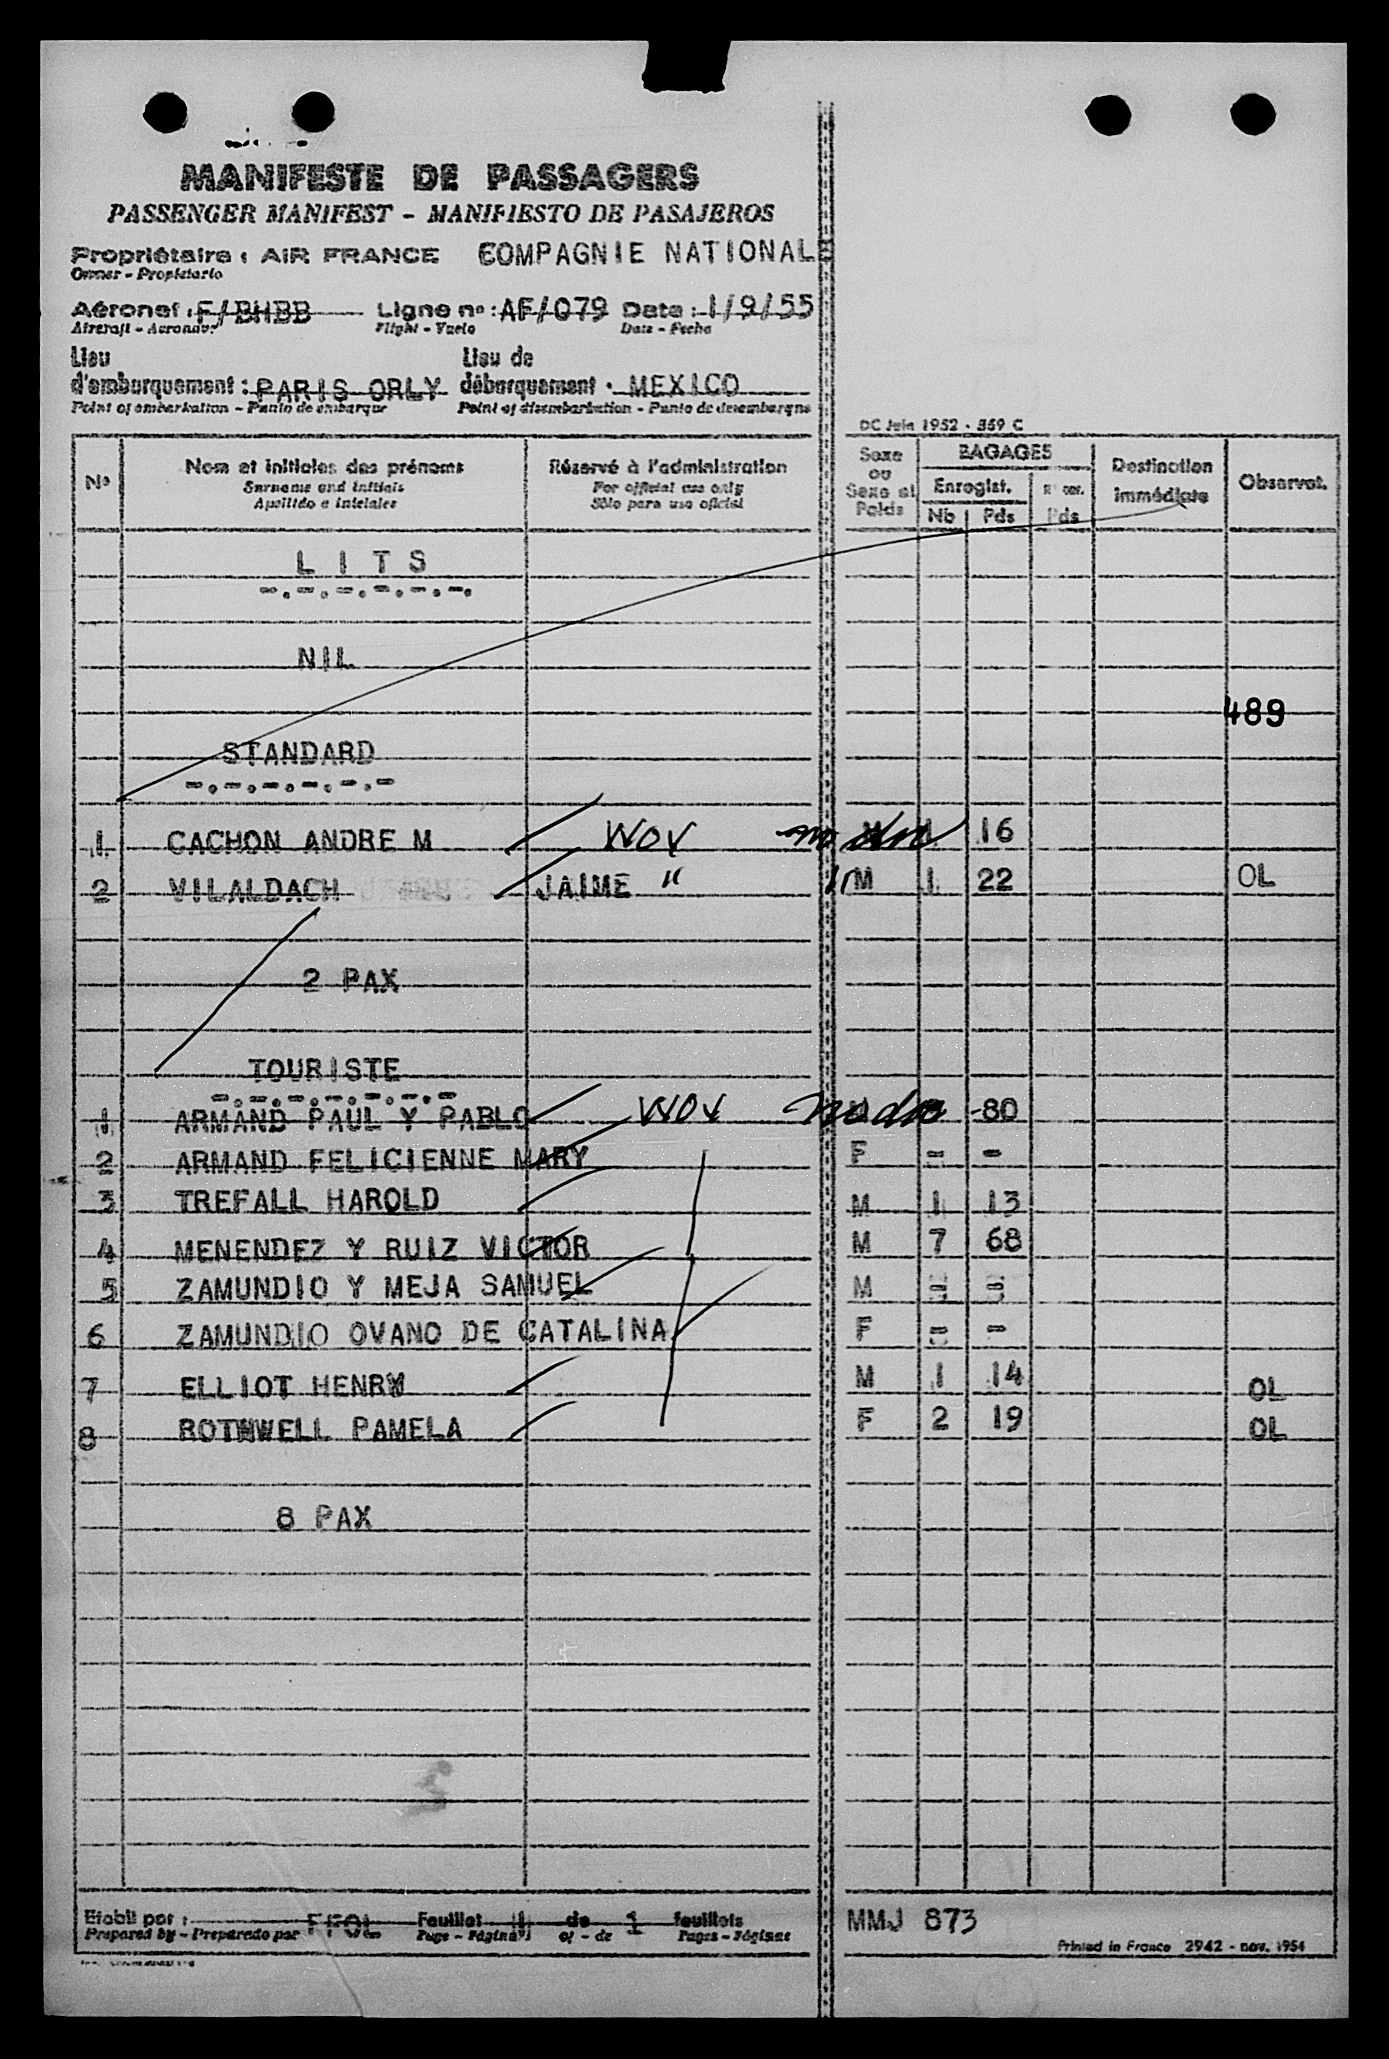 MANIFESTE DE PASSAGERS
PASSENGER MANIFEST - MANIFIESTO DE PASAJEROS
Propriétaire : AIR FRANCE COMPAGNIE NATIONALE
Owner - Propietario
Aéronef : F/BHBB Ligne no : AF/079 Date : 1/9/55
Aircraft - Aeronave Flight - Vuelo Date - Fecha
Lieu Lieu de
d'embarquement : PARIS ORLY débarquement : MEXICO
Point of embarkation - Punto de embarque Point of disembarkation - Punto de desembarque
DC Juin 1952 - 359 C
No Nom et initiales des prénoms Réservé à l'administration Sexe ou Sexe et Poids BAGAGES Destination immédiate Observat.
Surname and initials For official use only Enregist.
Apellido e iniciales Sólo para uso oficial Nb Pds Pds
L I T S
-.-.-.-.-.-.
NIL
489
STANDARD
-.-.-.-.-.-
1 CACHON ANDRE M WOV 1 16
2 VILALDACH JAIME " " M 1 22 OL
2 PAX
TOURISTE
-.-.-.-.-.-.-
1 ARMAND PAUL Y PABLO WOV 80
2 ARMAND FELICIENNE MARY F - -
3 TREFALL HAROLD M 1 13
4 MENENDEZ Y RUIZ VICTOR M 7 68
5 ZAMUNDIO Y MEJA SAMUEL M - -
6 ZAMUNDIO OVANO DE CATALINA F - -
7 ELLIOT HENRY M 1 14 OL
8 ROTHWELL PAMELA F 2 19 OL
8 PAX
Etabli par : FFOL Feuillet 1 de 1 feuillets MMJ 873
Prepared by - Preparado por Page - Página of - de Pages - Páginas
Printed in France 2942 - nov. 1954